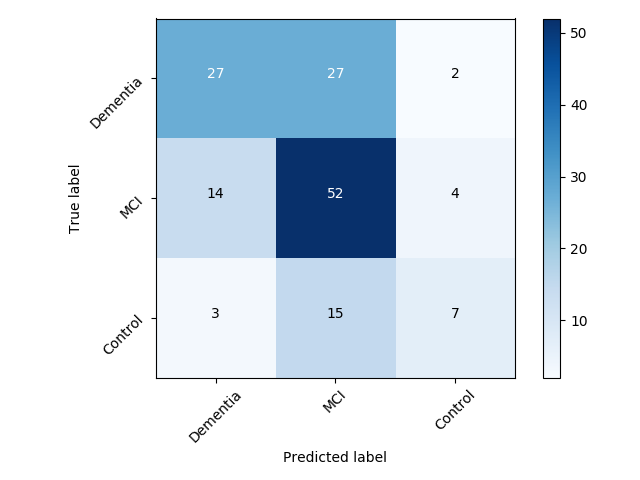 Dementia 27 27 2
MCI 14 52 4
Control 3 15 7
Dementia MCI Control
True label
Predicted label
50
40
30
20
10